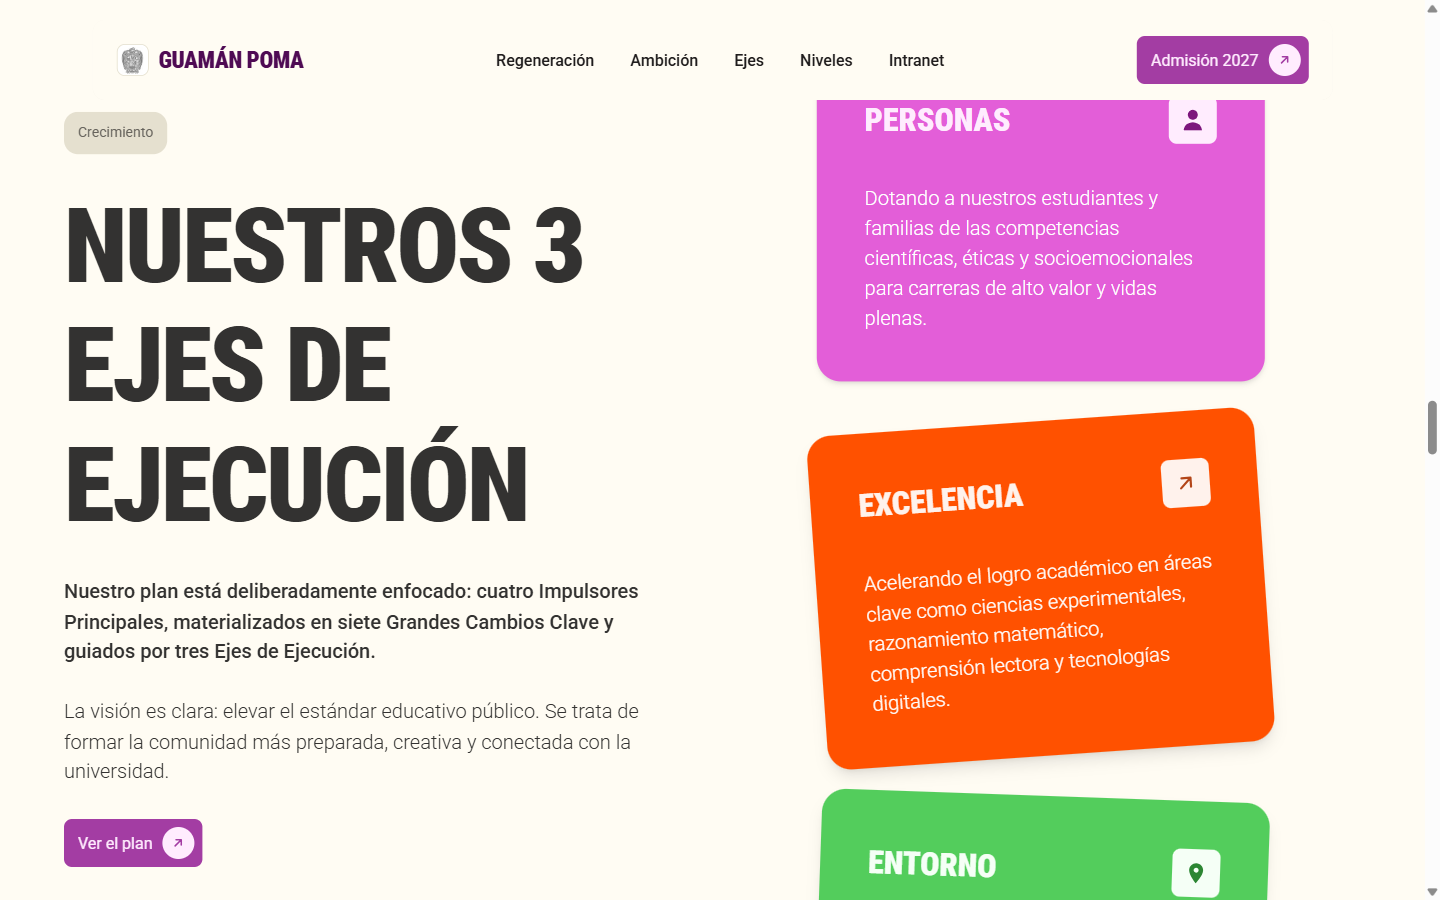 GUAMÁN POMA
Regeneración
Ambición
Ejes
Niveles
Intranet
Admisión 2027
Crecimiento
NUESTROS 3
EJES DE
EJECUCIÓN
Nuestro plan está deliberadamente enfocado: cuatro Impulsores
Principales, materializados en siete Grandes Cambios Clave y
guiados por tres Ejes de Ejecución.
La visión es clara: elevar el estándar educativo público. Se trata de
formar la comunidad más preparada, creativa y conectada con la
universidad.
Ver el plan
PERSONAS
Dotando a nuestros estudiantes y
familias de las competencias
científicas, éticas y socioemocionales
para carreras de alto valor y vidas
plenas.
EXCELENCIA
Acelerando el logro académico en áreas
clave como ciencias experimentales,
razonamiento matemático,
comprensión lectora y tecnologías
digitales.
ENTORNO